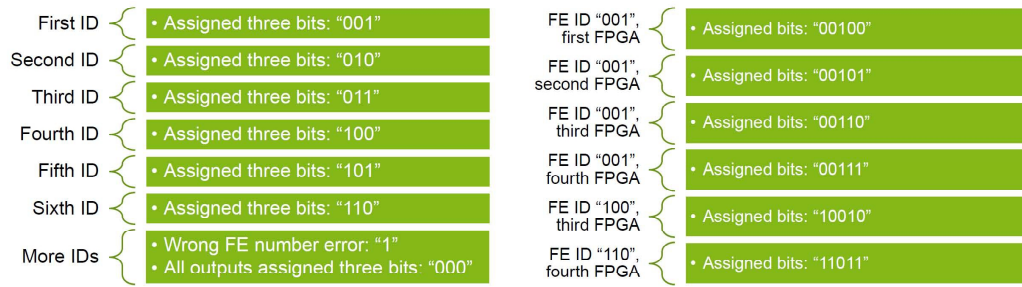 First ID
• Assigned three bits: “001”
Second ID
• Assigned three bits: “010”
Third ID
• Assigned three bits: “011”
Fourth ID
• Assigned three bits: “100”
Fifth ID
• Assigned three bits: “101”
Sixth ID
• Assigned three bits: “110”
More IDs
• Wrong FE number error: “1”
• All outputs assigned three bits: “000”
FE ID “001”,
first FPGA
• Assigned bits: “00100”
FE ID “001”,
second FPGA
• Assigned bits: “00101”
FE ID “001”,
third FPGA
• Assigned bits: “00110”
FE ID “001”,
fourth FPGA
• Assigned bits: “00111”
FE ID “100”,
third FPGA
• Assigned bits: “10010”
FE ID “110”,
fourth FPGA
• Assigned bits: “11011”